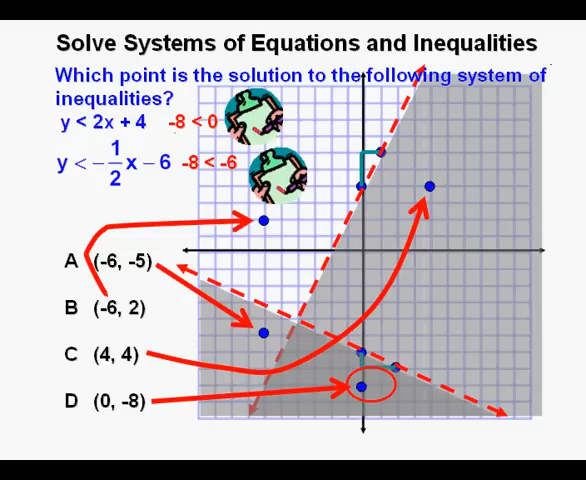 Solve Systems of Equations and Inequalities
Which point is the solution to the following system of
inequalities?
y < 2x + 4 -8 < 0
y < -1/2 x - 6 -8 < -6
A (-6, -5)
B (-6, 2)
C (4, 4)
D (0, -8)